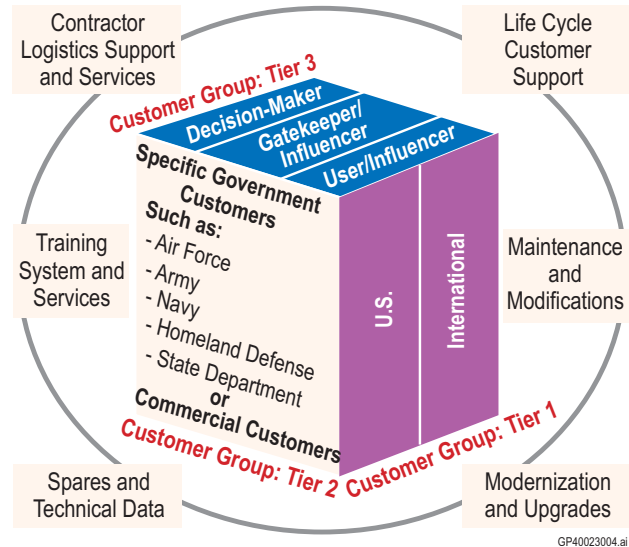 Contractor
Logistics Support
and Services
Life Cycle
Customer
Support
Customer Group: Tier 3
Decision-Maker
Gatekeeper/
Influencer
User/Influencer
Specific Government
Customers
Such as:
- Air Force
- Army
- Navy
- Homeland Defense
- State Department
or
Commercial Customers
U.S.
International
Training
System and
Services
Maintenance
and
Modifications
Customer Group: Tier 2
Customer Group: Tier 1
Spares and
Technical Data
Modernization
and Upgrades
GP40023004.ai